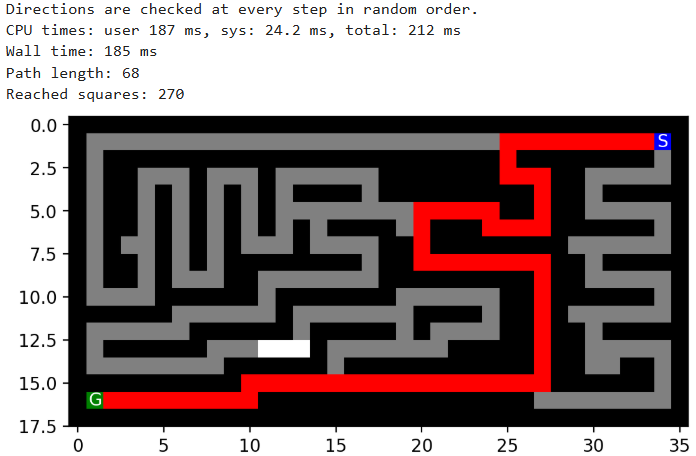 Directions are checked at every step in random order.
CPU times: user 187 ms, sys: 24.2 ms, total: 212 ms
Wall time: 185 ms
Path length: 68
Reached squares: 270
0.0
S
2.5
5.0
7.5
10.0
12.5
15.0
G
17.5
0 5 10 15 20 25 30 35